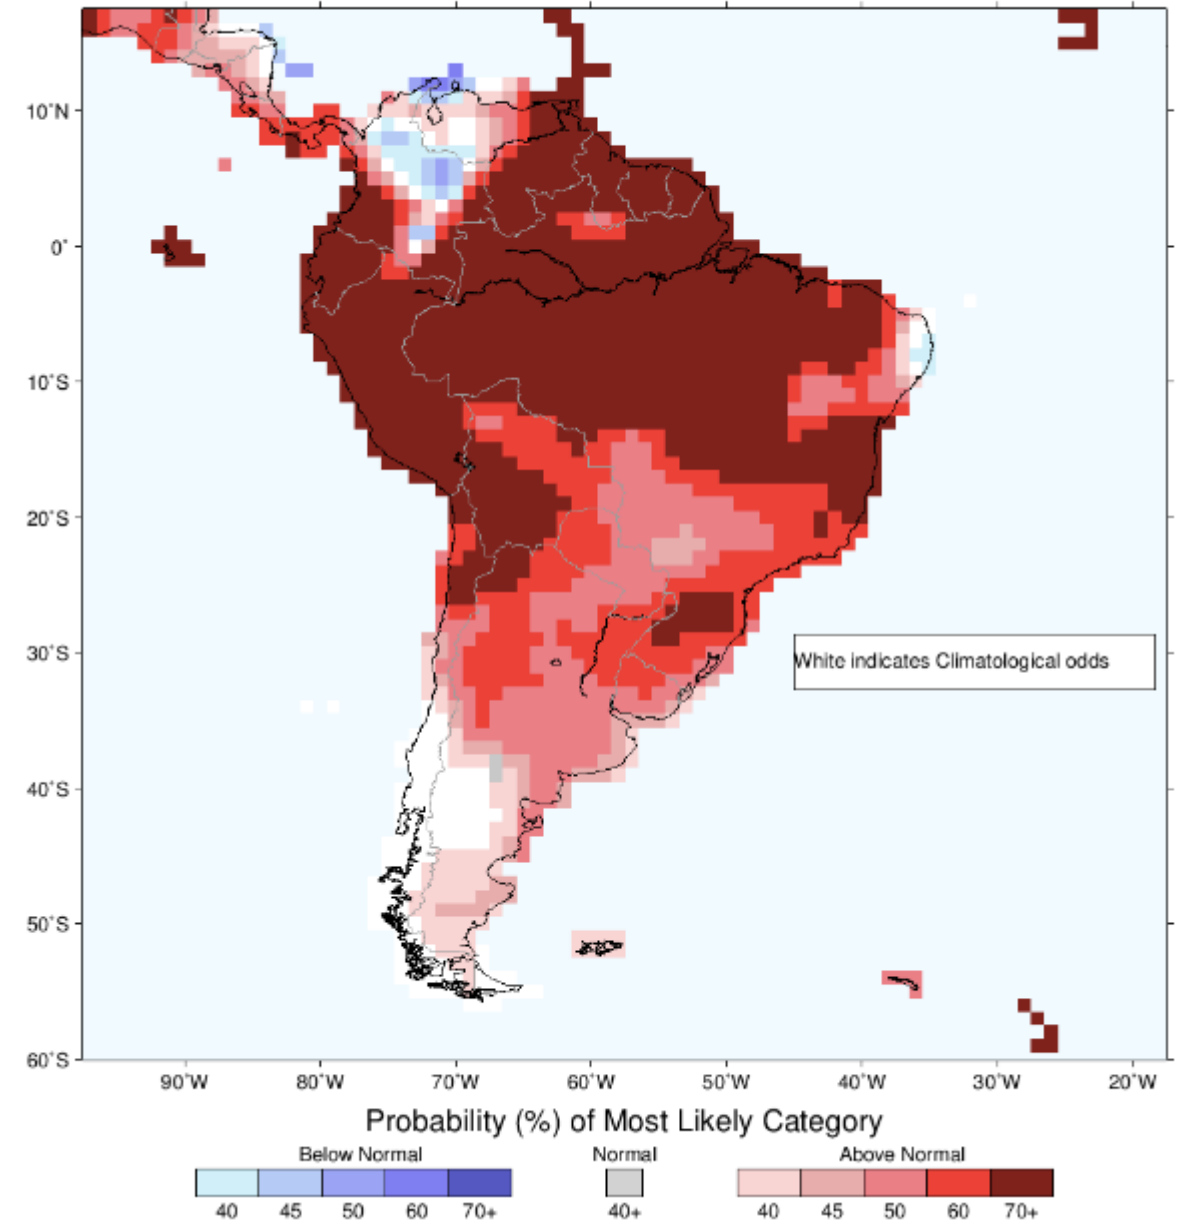 10°N
0°
10°S
20°S
30°S
40°S
50°S
60°S
White indicates Climatological odds
90°W 80°W 70°W 60°W 50°W 40°W 30°W 20°W
Probability (%) of Most Likely Category
Below Normal Normal Above Normal
40 45 50 60 70+ 40+ 40 45 50 60 70+